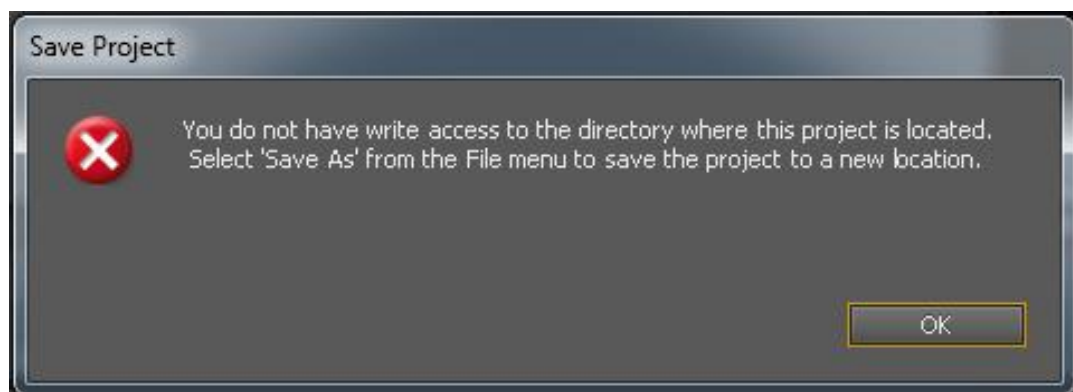 Save Project
You do not have write access to the directory where this project is located.
Select 'Save As' from the File menu to save the project to a new location.
OK